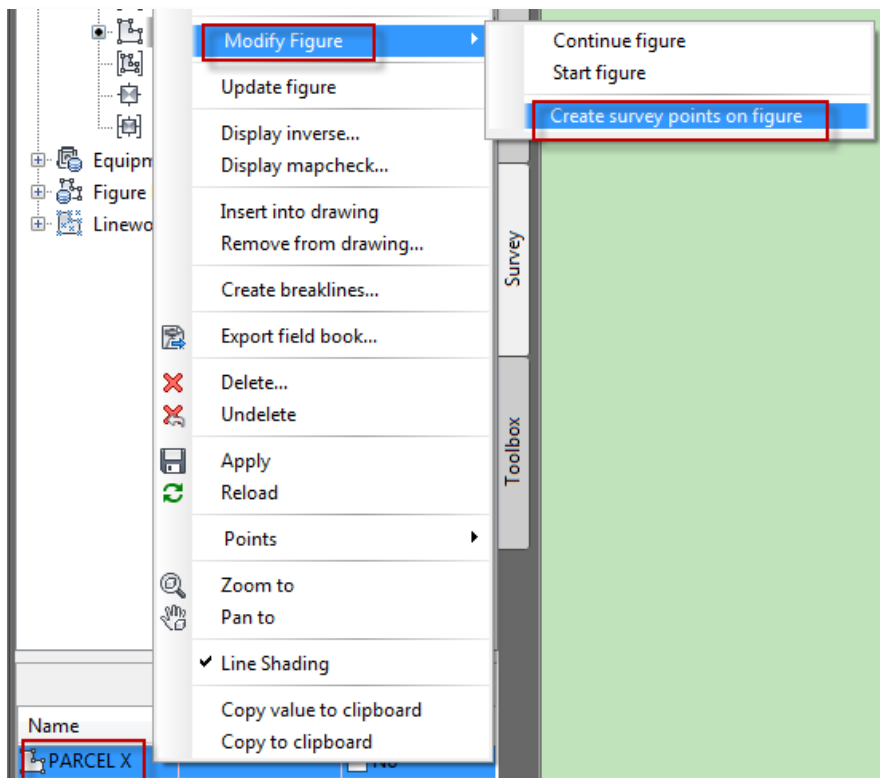 Modify Figure
Continue figure
Start figure
Create survey points on figure
Update figure
Display inverse...
Display mapcheck...
Insert into drawing
Remove from drawing...
Create breaklines...
Export field book...
Delete...
Undelete
Apply
Reload
Points
Zoom to
Pan to
Line Shading
Copy value to clipboard
Copy to clipboard
Equipm
Figure
Linewo
Survey
Toolbox
Name
PARCEL X
No